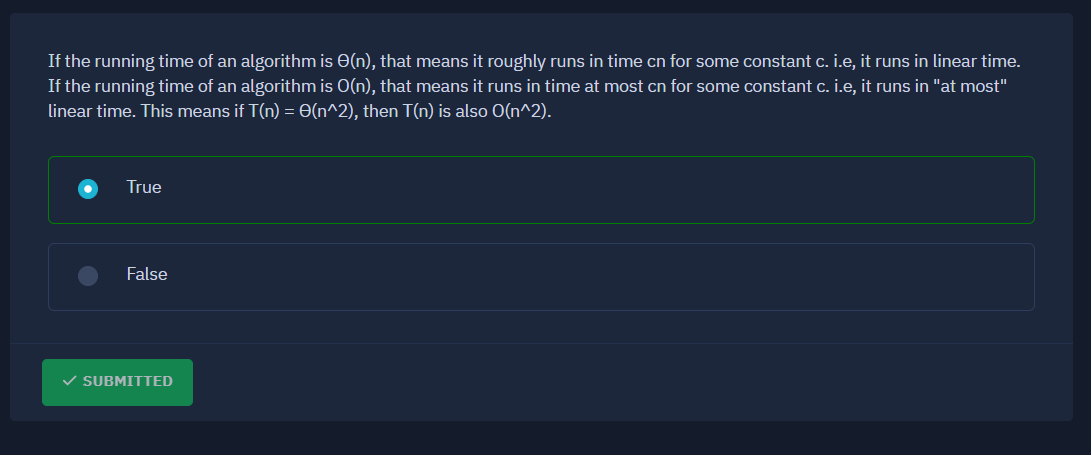 If the running time of an algorithm is Ө(n), that means it roughly runs in time cn for some constant c. i.e, it runs in linear time.
If the running time of an algorithm is O(n), that means it runs in time at most cn for some constant c. i.e, it runs in "at most"
linear time. This means if T(n) = Ө(n^2), then T(n) is also O(n^2).
True
False
✓ SUBMITTED